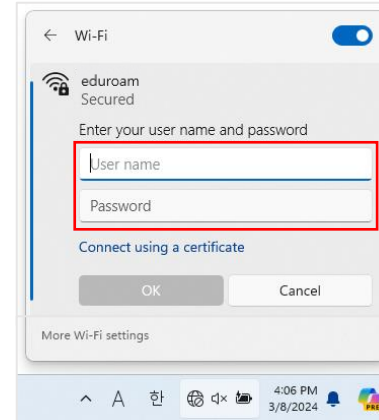 Wi-Fi
eduroam
Secured
Enter your user name and password
User name
Password
Connect using a certificate
OK
Cancel
More Wi-Fi settings
A 한 4:06 PM
3/8/2024
PRE